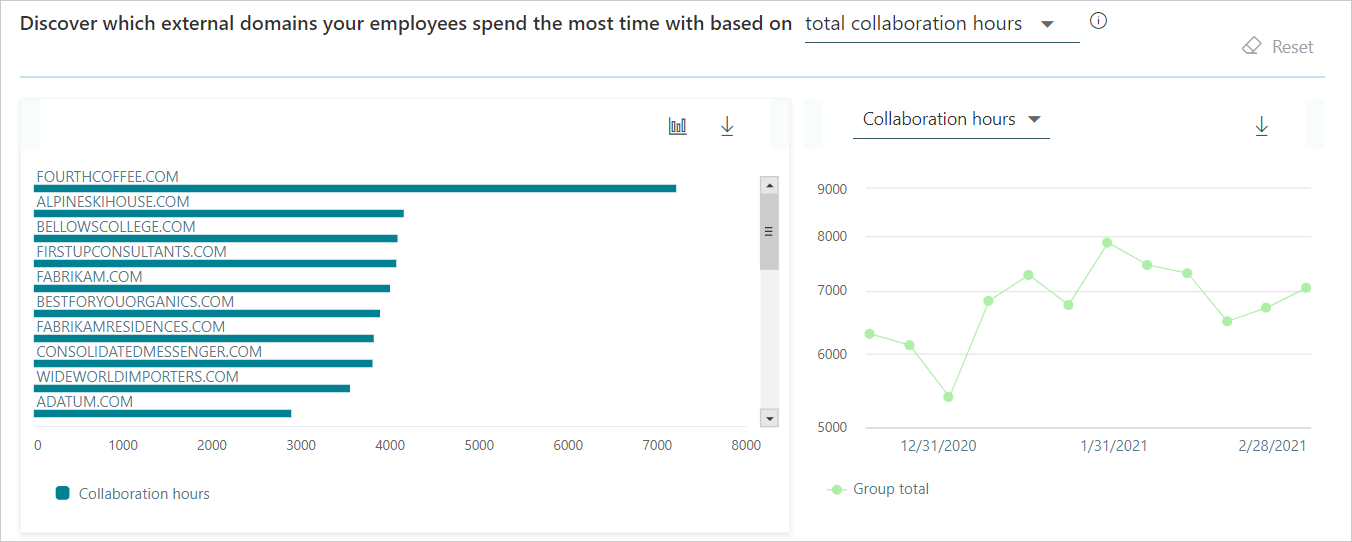 Discover which external domains your employees spend the most time with based on total collaboration hours
Reset
FOURTHCOFFEE.COM
ALPINESKIHOUSE.COM
BELLOWSCOLLEGE.COM
FIRSTUPCONSULTANTS.COM
FABRIKAM.COM
BESTFORYOUORGANICS.COM
FABRIKAMRESIDENCES.COM
CONSOLIDATEDMESSENGER.COM
WIDEWORLDIMPORTERS.COM
ADATUM.COM
0 1000 2000 3000 4000 5000 6000 7000 8000
Collaboration hours
Collaboration hours
9000
8000
7000
6000
5000
12/31/2020 1/31/2021 2/28/2021
Group total